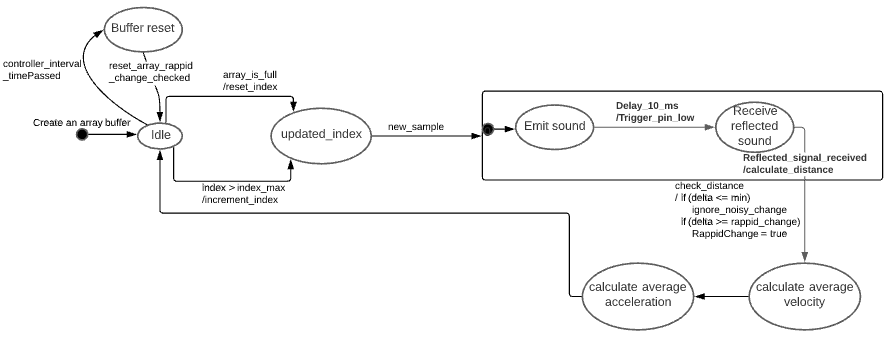 Buffer reset
controller_interval
_timePassed
reset_array_rappid
_change_checked
array_is_full
/reset_index
Create an array buffer
Idle
updated_index
new_sample
Emit sound
Delay_10_ms
/Trigger_pin_low
Receive
reflected
sound
Reflected_signal_received
/calculate_distance
Index > index_max
/increment_index
check_distance
/ if (delta <= min)
ignore_noisy_change
if (delta >= rappid_change)
RappidChange = true
calculate average
acceleration
calculate average
velocity